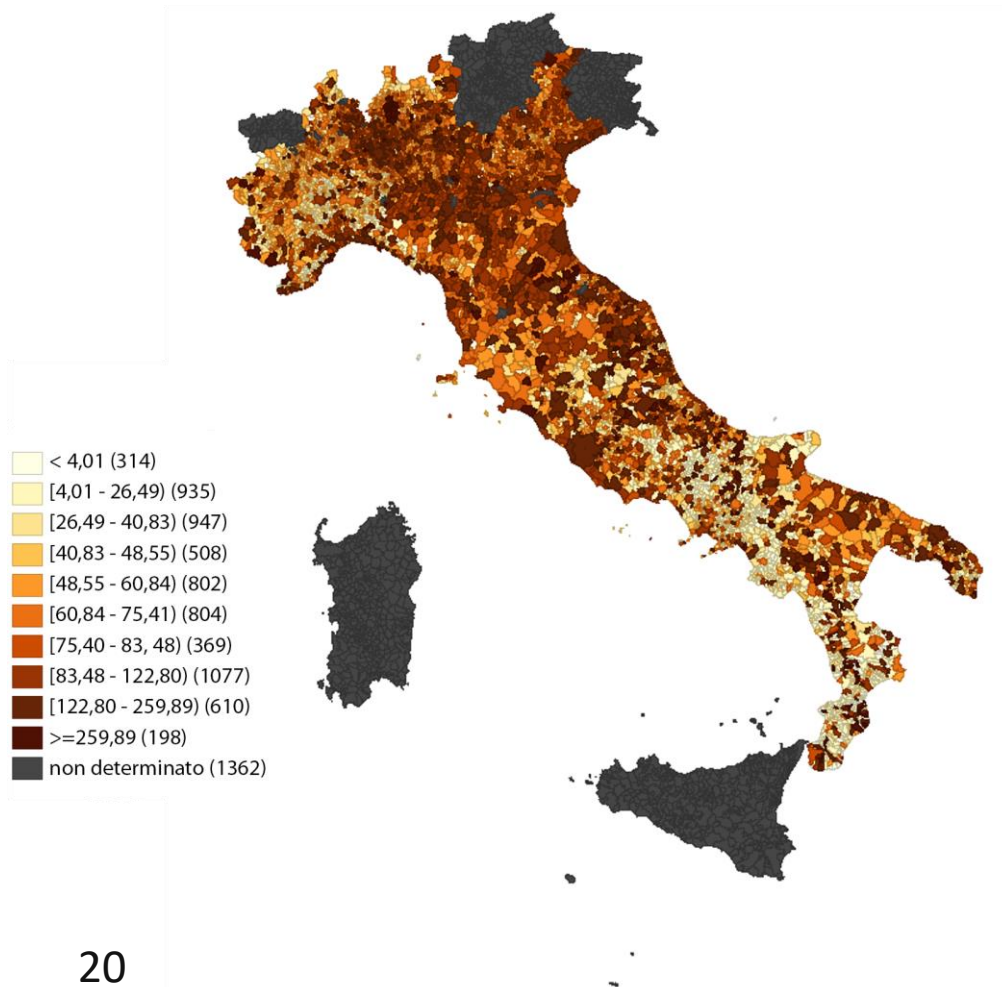 < 4,01 (314)
[4,01 - 26,49) (935)
[26,49 - 40,83) (947)
[40,83 - 48,55) (508)
[48,55 - 60,84) (802)
[60,84 - 75,41) (804)
[75,40 - 83, 48) (369)
[83,48 - 122,80) (1077)
[122,80 - 259,89) (610)
>=259,89 (198)
non determinato (1362)
20